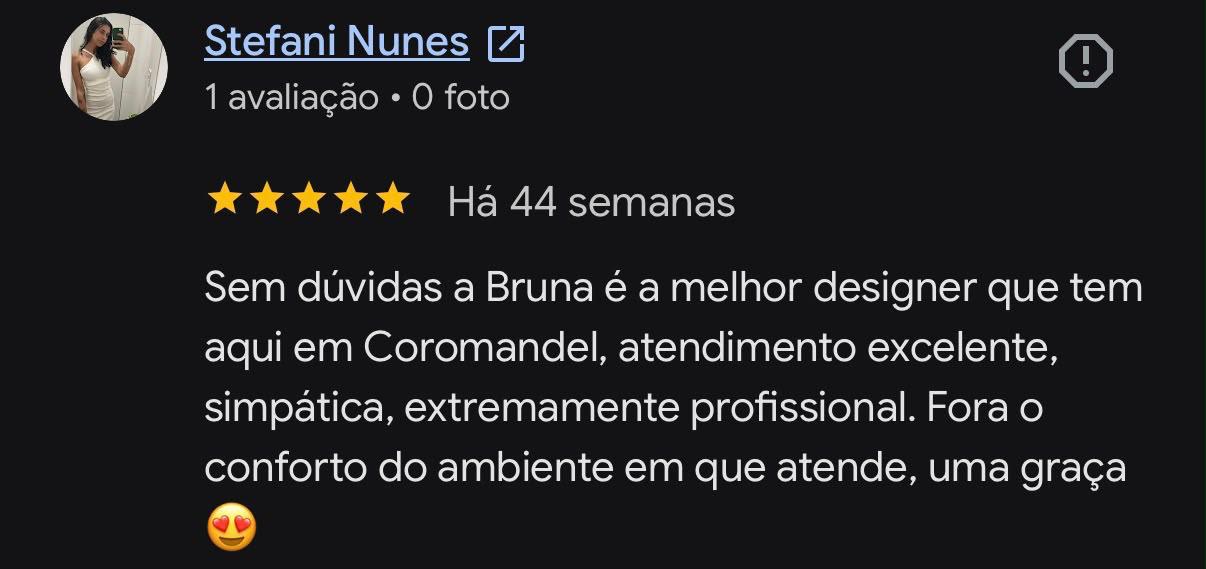 Stefani Nunes
1 avaliação • 0 foto
Há 44 semanas
Sem dúvidas a Bruna é a melhor designer que tem
aqui em Coromandel, atendimento excelente,
simpática, extremamente profissional. Fora o
conforto do ambiente em que atende, uma graça
😍